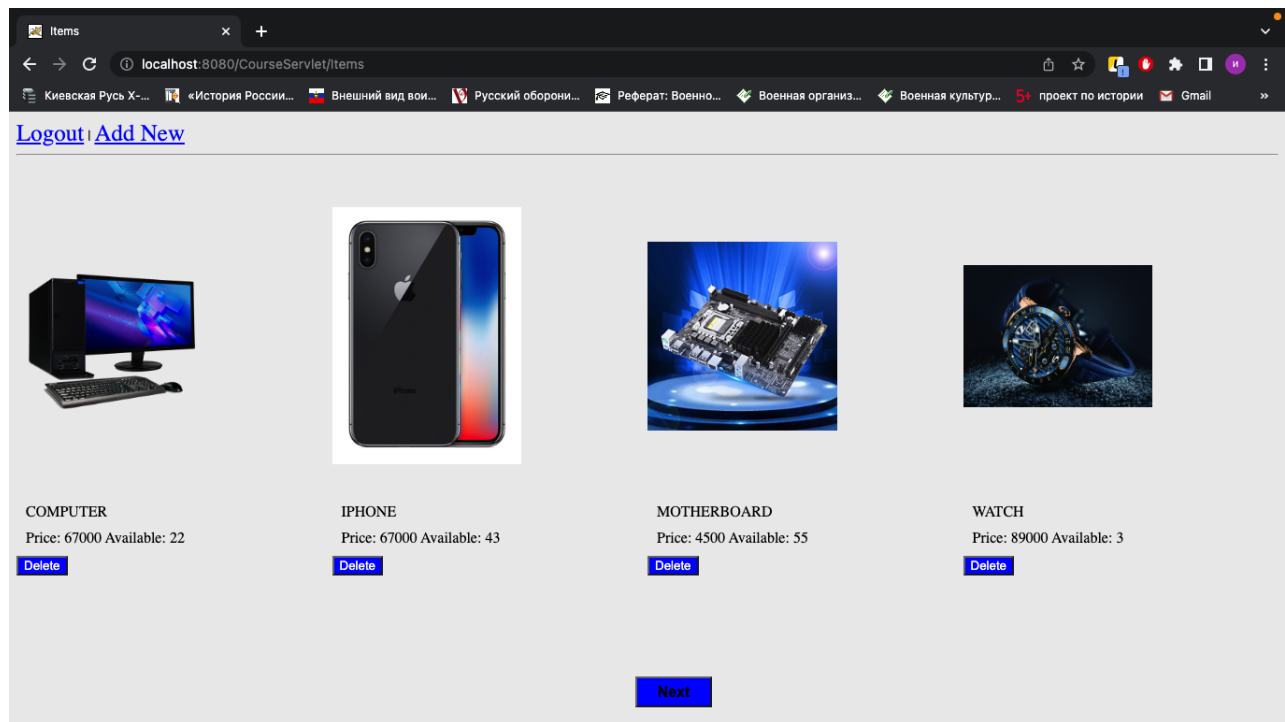 Items
localhost:8080/CourseServlet/Items
Киевская Русь X-... «История России... Внешний вид вои... Русский оборони... Реферат: Военно... Военная организ... Военная культур... 5+ проект по истории Gmail »
Logout | Add New
iPhone
COMPUTER IPHONE MOTHERBOARD WATCH
Price: 67000 Available: 22 Price: 67000 Available: 43 Price: 4500 Available: 55 Price: 89000 Available: 3
Delete Delete Delete Delete
Next